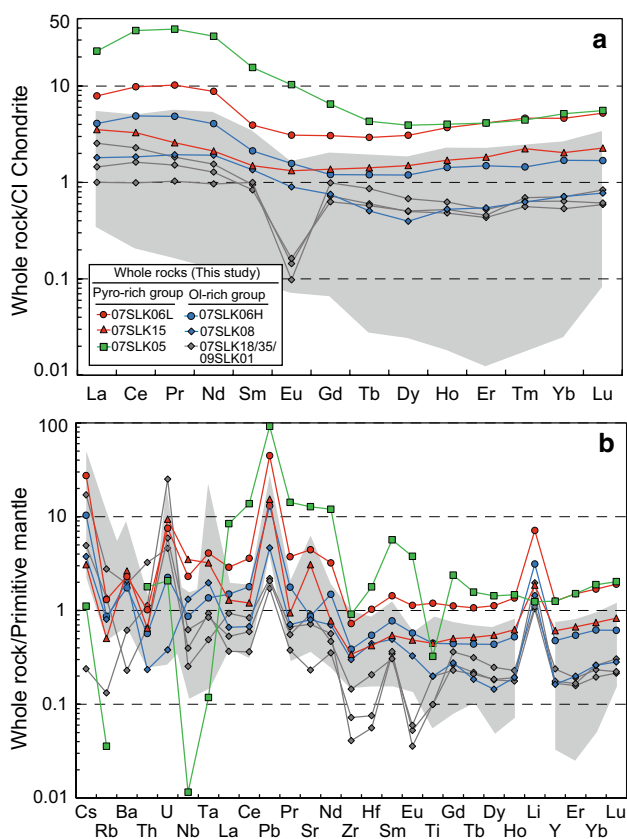 a
Whole rock/CI Chondrite
50
10
1
0.1
0.01
Whole rocks (This study)
Pyro-rich group Ol-rich group
07SLK06L 07SLK06H
07SLK15 07SLK08
07SLK05 07SLK18/35/
09SLK01
La Ce Pr Nd Sm Eu Gd Tb Dy Ho Er Tm Yb Lu
b
Whole rock/Primitive mantle
100
10
1
0.1
0.01
Cs Ba U Ta Ce Pr Nd Hf Eu Gd Dy Li Er Lu
Rb Th Nb La Pb Sr Zr Sm Ti Tb Ho Y Yb